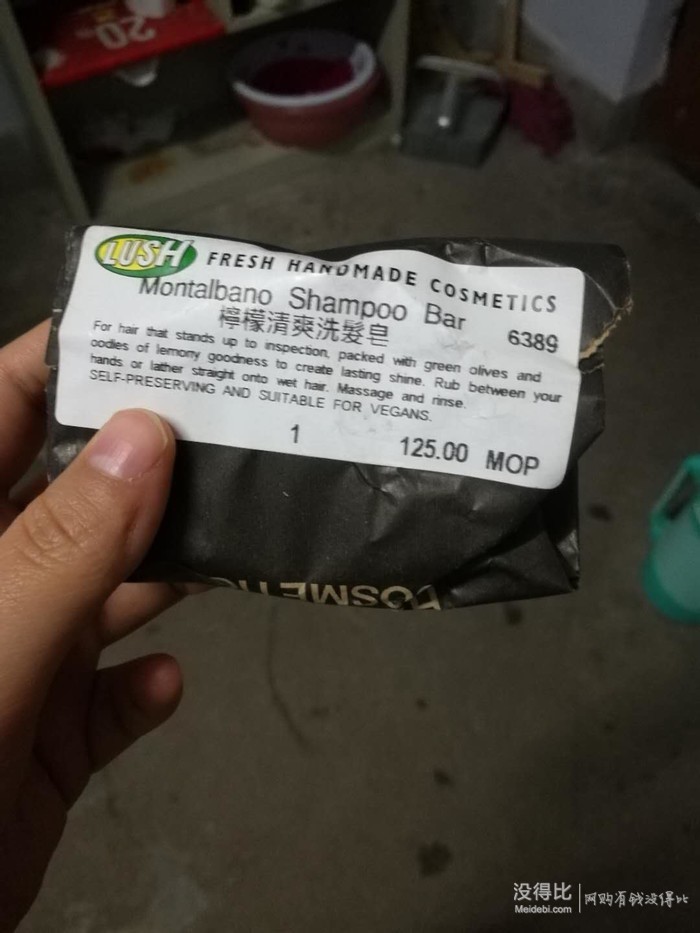 20
LUSH FRESH HANDMADE COSMETICS
Montalbano Shampoo Bar 6389
檸檬清爽洗髮皂
For hair that stands up to inspection, packed with green olives and
oodles of lemony goodness to create lasting shine. Rub between your
hands or lather straight onto wet hair. Massage and rinse.
SELF-PRESERVING AND SUITABLE FOR VEGANS.
1 125.00 MOP
没得比
Meidebi.com
网购省钱没得比